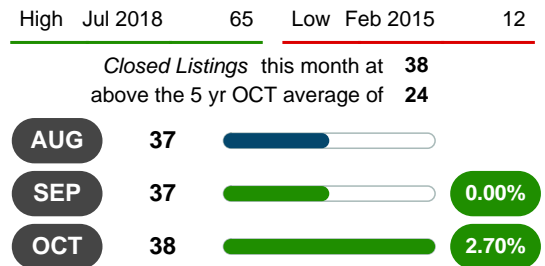 High Jul 2018 65 Low Feb 2015 12
Closed Listings this month at 38
above the 5 yr OCT average of 24
AUG 37
SEP 37 0.00%
OCT 38 2.70%